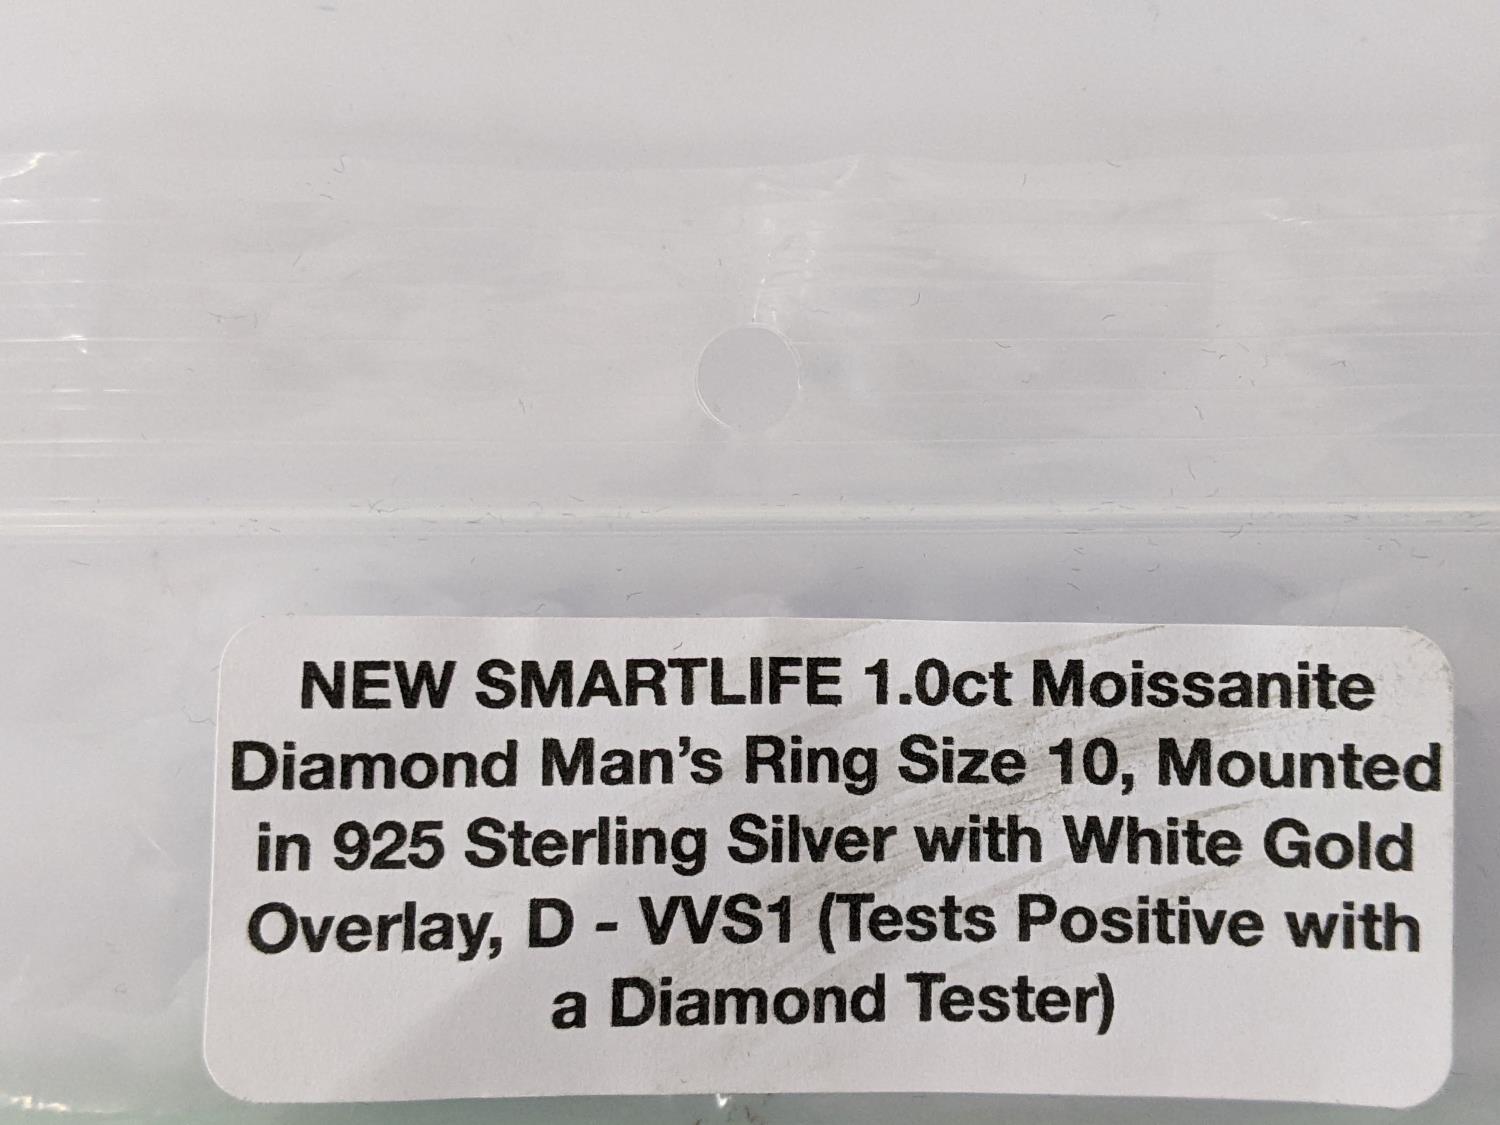 NEW SMARTLIFE 1.0ct Moissanite
Diamond Man's Ring Size 10, Mounted
in 925 Sterling Silver with White Gold
Overlay, D - VVS1 (Tests Positive with
a Diamond Tester)